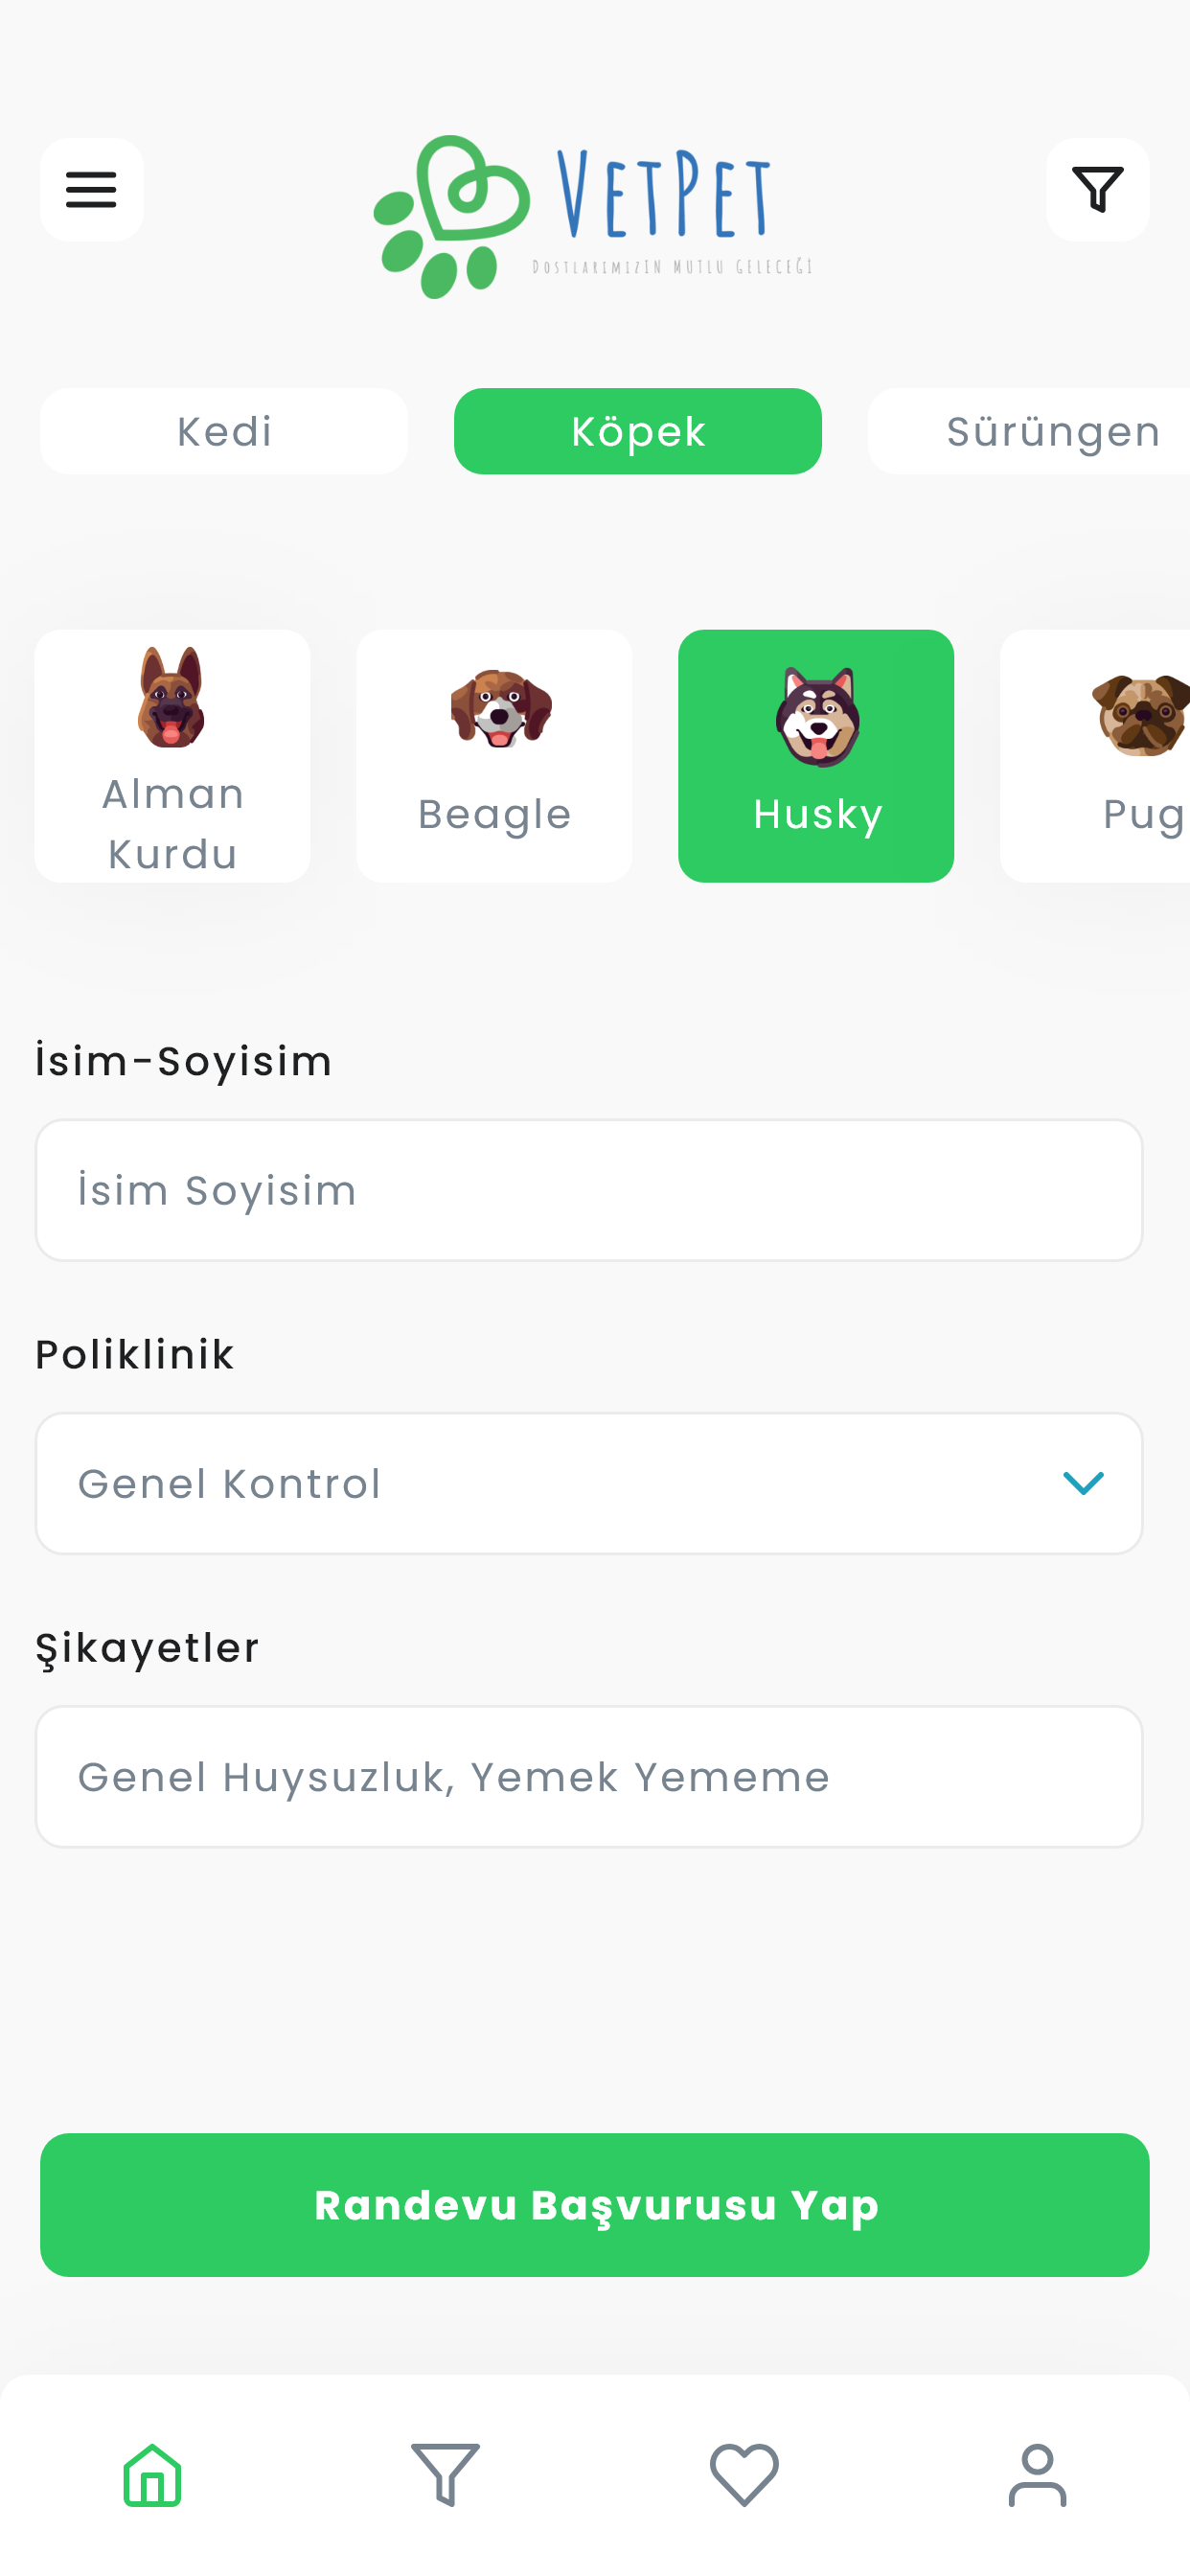 VETPET
DOSTLARIMIZIN MUTLU GELECEĞİ
Kedi
Köpek
Sürüngen
Alman
Kurdu
Beagle
Husky
Pug
İsim-Soyisim
İsim Soyisim
Poliklinik
Genel Kontrol
Şikayetler
Genel Huysuzluk, Yemek Yememe
Randevu Başvurusu Yap